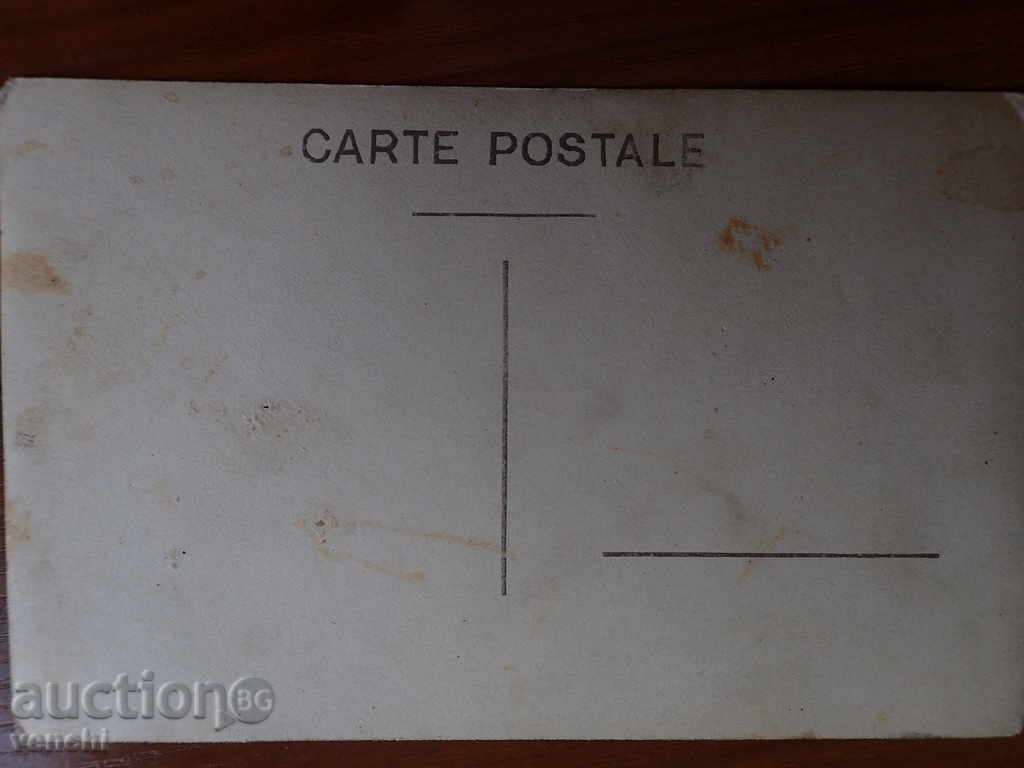 CARTE POSTALE
auction BG
venchi